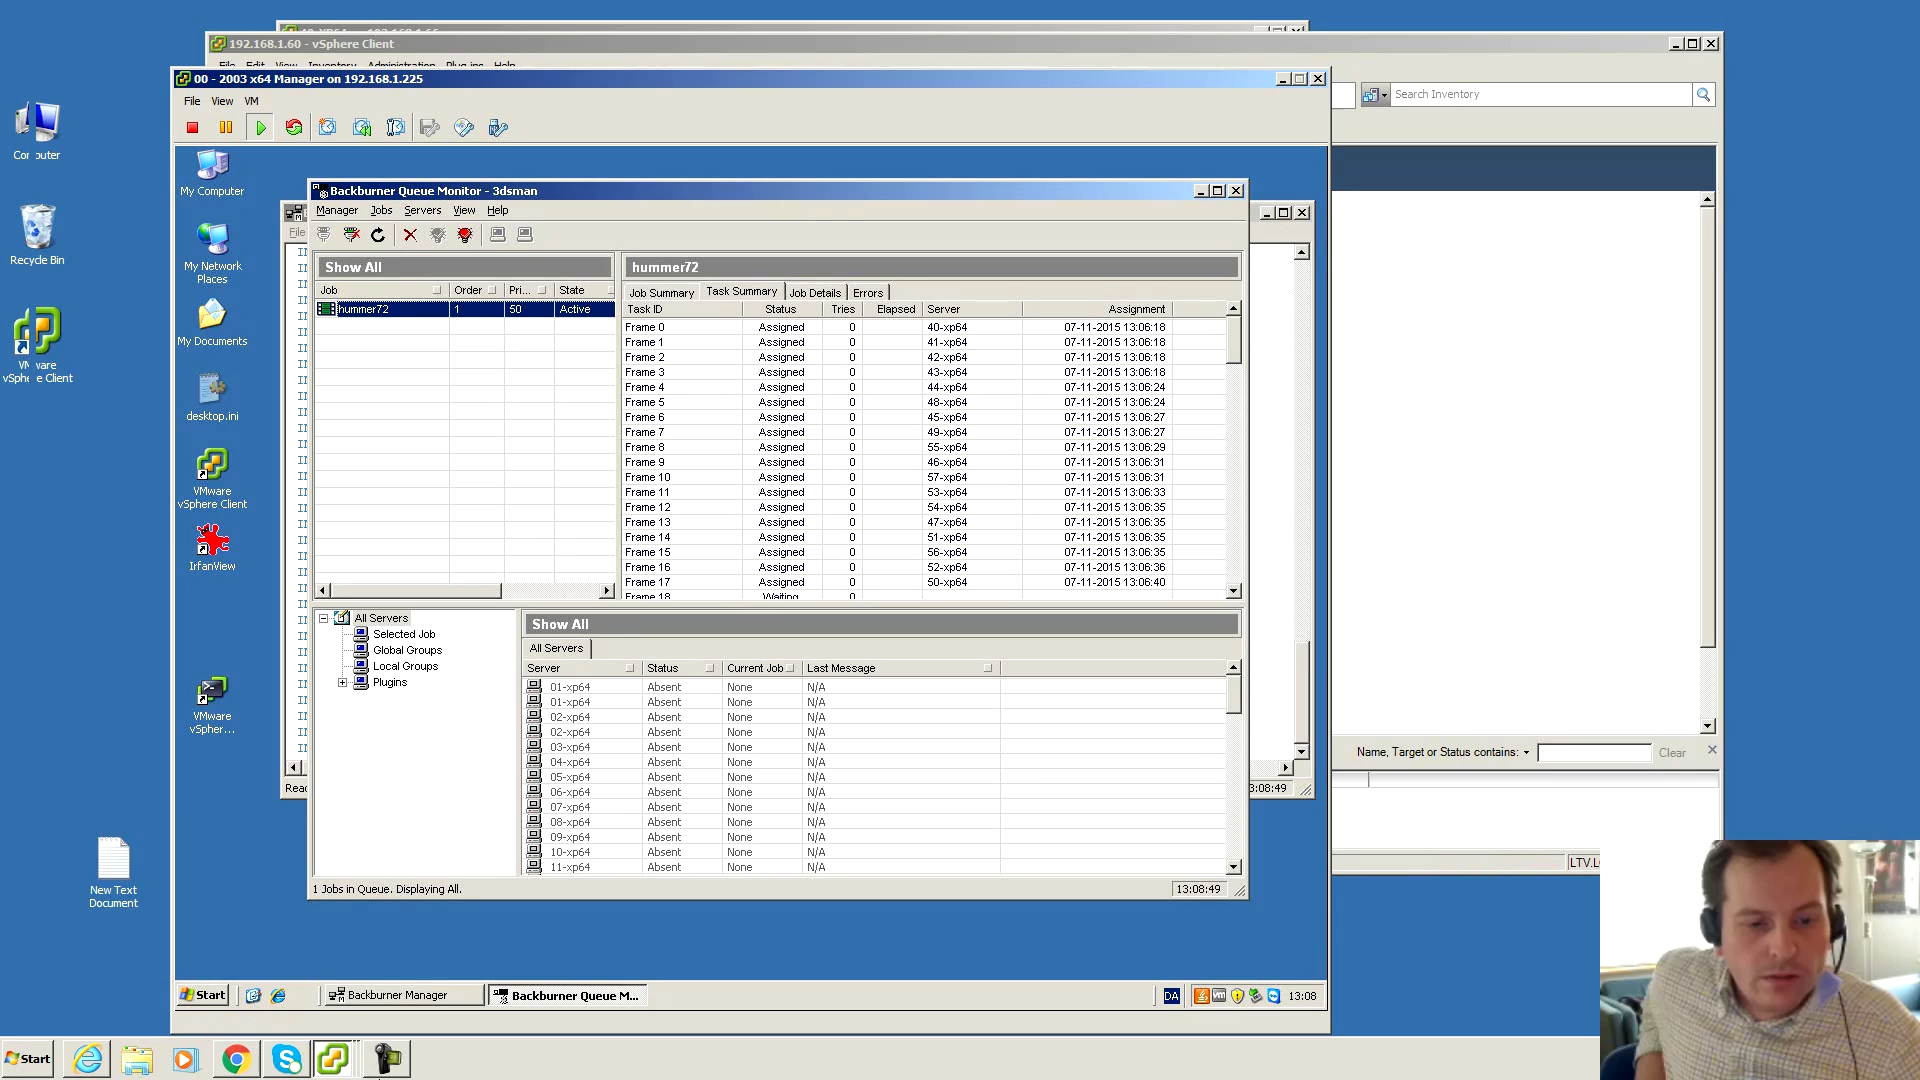 192.168.1.60 - vSphere Client
File Edit View Inventory Administration Plug-ins Help
00 - 2003 x64 Manager on 192.168.1.225
File View VM
Search Inventory
Computer
Recycle Bin
VMware vSphere Client
New Text Document
My Computer
My Network Places
My Documents
desktop.ini
VMware vSphere Client
IrfanView
VMware vSpher...
Backburner Queue Monitor - 3dsman
Manager Jobs Servers View Help
File
Show All
Job Order Pri... State
hummer72 1 50 Active
hummer72
Job Summary Task Summary Job Details Errors
Task ID Status Tries Elapsed Server Assignment
Frame 0 Assigned 0 40-xp64 07-11-2015 13:06:18
Frame 1 Assigned 0 41-xp64 07-11-2015 13:06:18
Frame 2 Assigned 0 42-xp64 07-11-2015 13:06:18
Frame 3 Assigned 0 43-xp64 07-11-2015 13:06:18
Frame 4 Assigned 0 44-xp64 07-11-2015 13:06:24
Frame 5 Assigned 0 48-xp64 07-11-2015 13:06:24
Frame 6 Assigned 0 45-xp64 07-11-2015 13:06:27
Frame 7 Assigned 0 49-xp64 07-11-2015 13:06:27
Frame 8 Assigned 0 55-xp64 07-11-2015 13:06:29
Frame 9 Assigned 0 46-xp64 07-11-2015 13:06:31
Frame 10 Assigned 0 57-xp64 07-11-2015 13:06:31
Frame 11 Assigned 0 53-xp64 07-11-2015 13:06:33
Frame 12 Assigned 0 54-xp64 07-11-2015 13:06:35
Frame 13 Assigned 0 47-xp64 07-11-2015 13:06:35
Frame 14 Assigned 0 51-xp64 07-11-2015 13:06:35
Frame 15 Assigned 0 56-xp64 07-11-2015 13:06:35
Frame 16 Assigned 0 52-xp64 07-11-2015 13:06:36
Frame 17 Assigned 0 50-xp64 07-11-2015 13:06:40
Frame 18 Waiting 0
All Servers
Selected Job
Global Groups
Local Groups
Plugins
Show All
All Servers
Server Status Current Job Last Message
01-xp64 Absent None N/A
01-xp64 Absent None N/A
02-xp64 Absent None N/A
02-xp64 Absent None N/A
03-xp64 Absent None N/A
04-xp64 Absent None N/A
05-xp64 Absent None N/A
06-xp64 Absent None N/A
07-xp64 Absent None N/A
08-xp64 Absent None N/A
09-xp64 Absent None N/A
10-xp64 Absent None N/A
11-xp64 Absent None N/A
1 Jobs in Queue. Displaying All. 13:08:49
Name, Target or Status contains: Clear
Start Backburner Manager Backburner Queue M... DA 13:08
Start